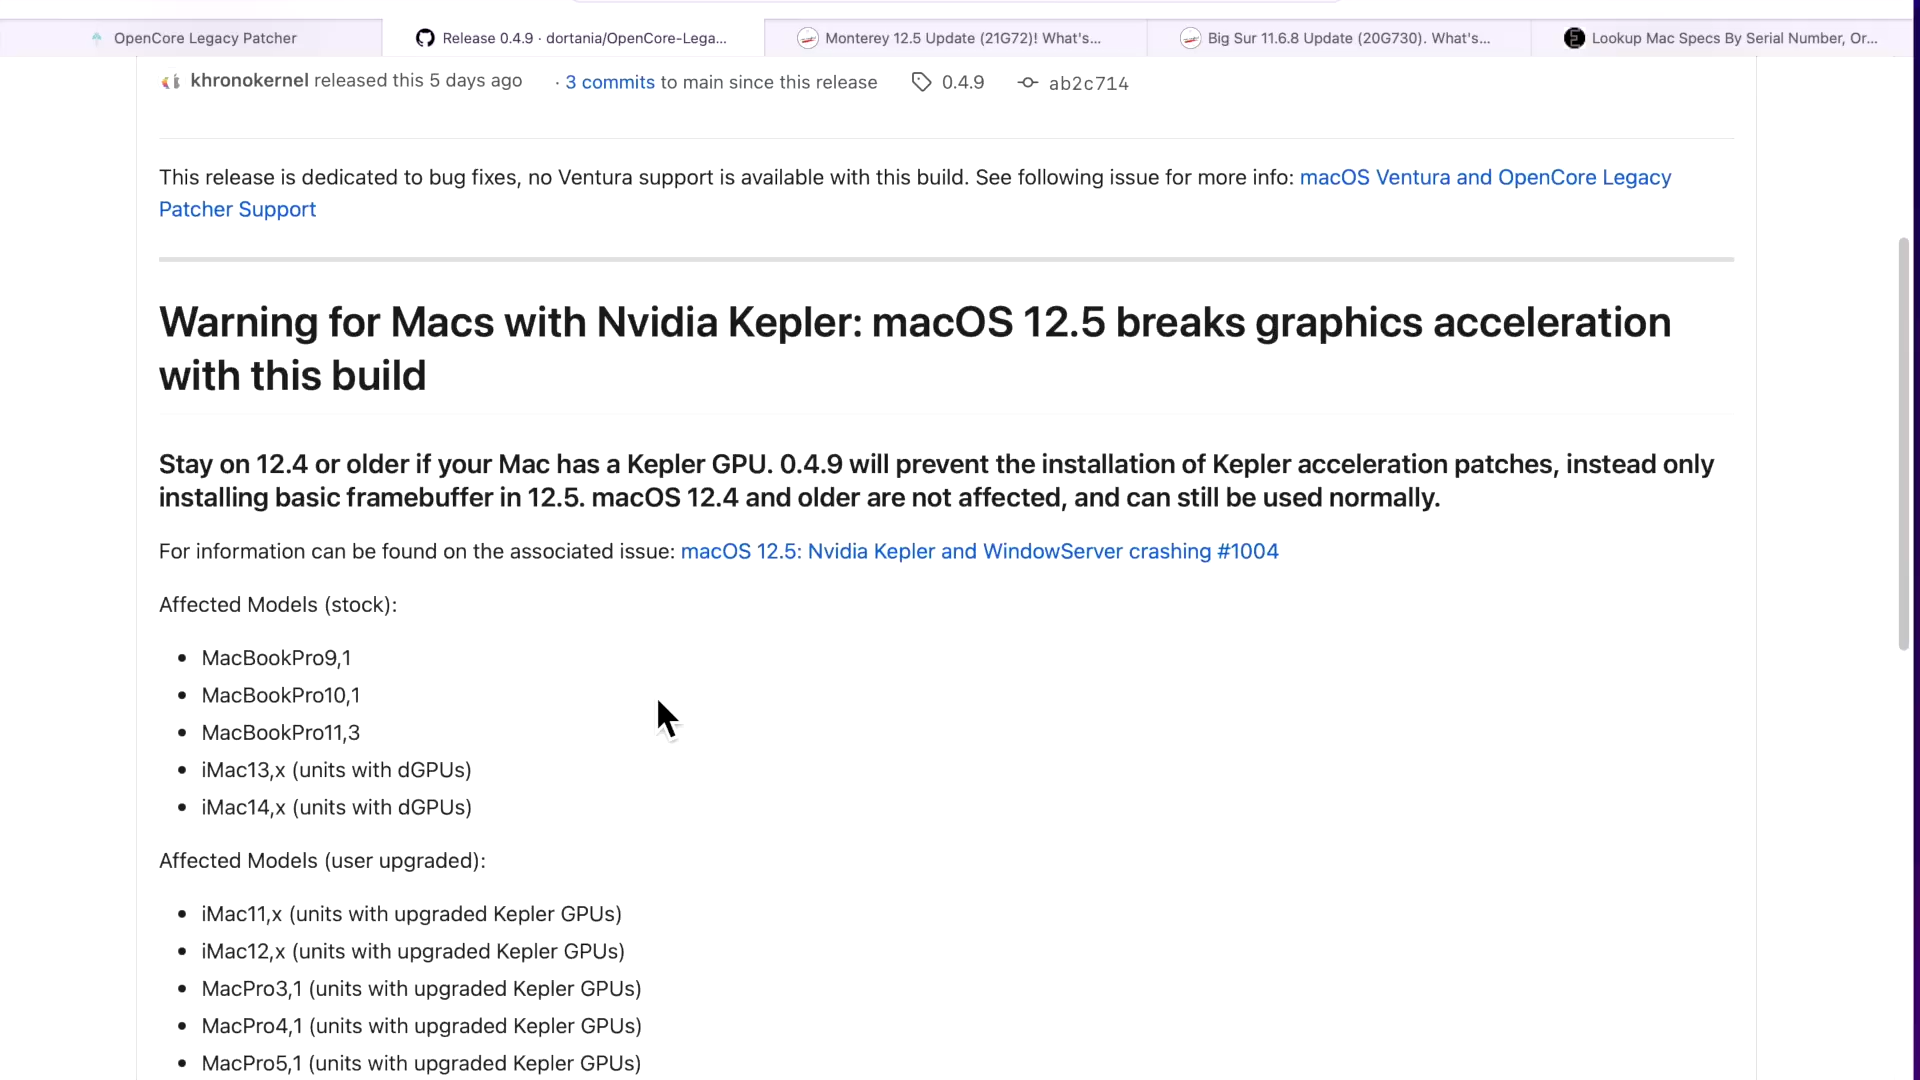 OpenCore Legacy Patcher
Release 0.4.9 · dortania/OpenCore-Lega...
Monterey 12.5 Update (21G72)! What's...
Big Sur 11.6.8 Update (20G730). What's...
Lookup Mac Specs By Serial Number, Or...
khronokernel released this 5 days ago · 3 commits to main since this release 0.4.9 ab2c714
This release is dedicated to bug fixes, no Ventura support is available with this build. See following issue for more info: macOS Ventura and OpenCore Legacy
Patcher Support
Warning for Macs with Nvidia Kepler: macOS 12.5 breaks graphics acceleration
with this build
Stay on 12.4 or older if your Mac has a Kepler GPU. 0.4.9 will prevent the installation of Kepler acceleration patches, instead only
installing basic framebuffer in 12.5. macOS 12.4 and older are not affected, and can still be used normally.
For information can be found on the associated issue: macOS 12.5: Nvidia Kepler and WindowServer crashing #1004
Affected Models (stock):
• MacBookPro9,1
• MacBookPro10,1
• MacBookPro11,3
• iMac13,x (units with dGPUs)
• iMac14,x (units with dGPUs)
Affected Models (user upgraded):
• iMac11,x (units with upgraded Kepler GPUs)
• iMac12,x (units with upgraded Kepler GPUs)
• MacPro3,1 (units with upgraded Kepler GPUs)
• MacPro4,1 (units with upgraded Kepler GPUs)
• MacPro5,1 (units with upgraded Kepler GPUs)